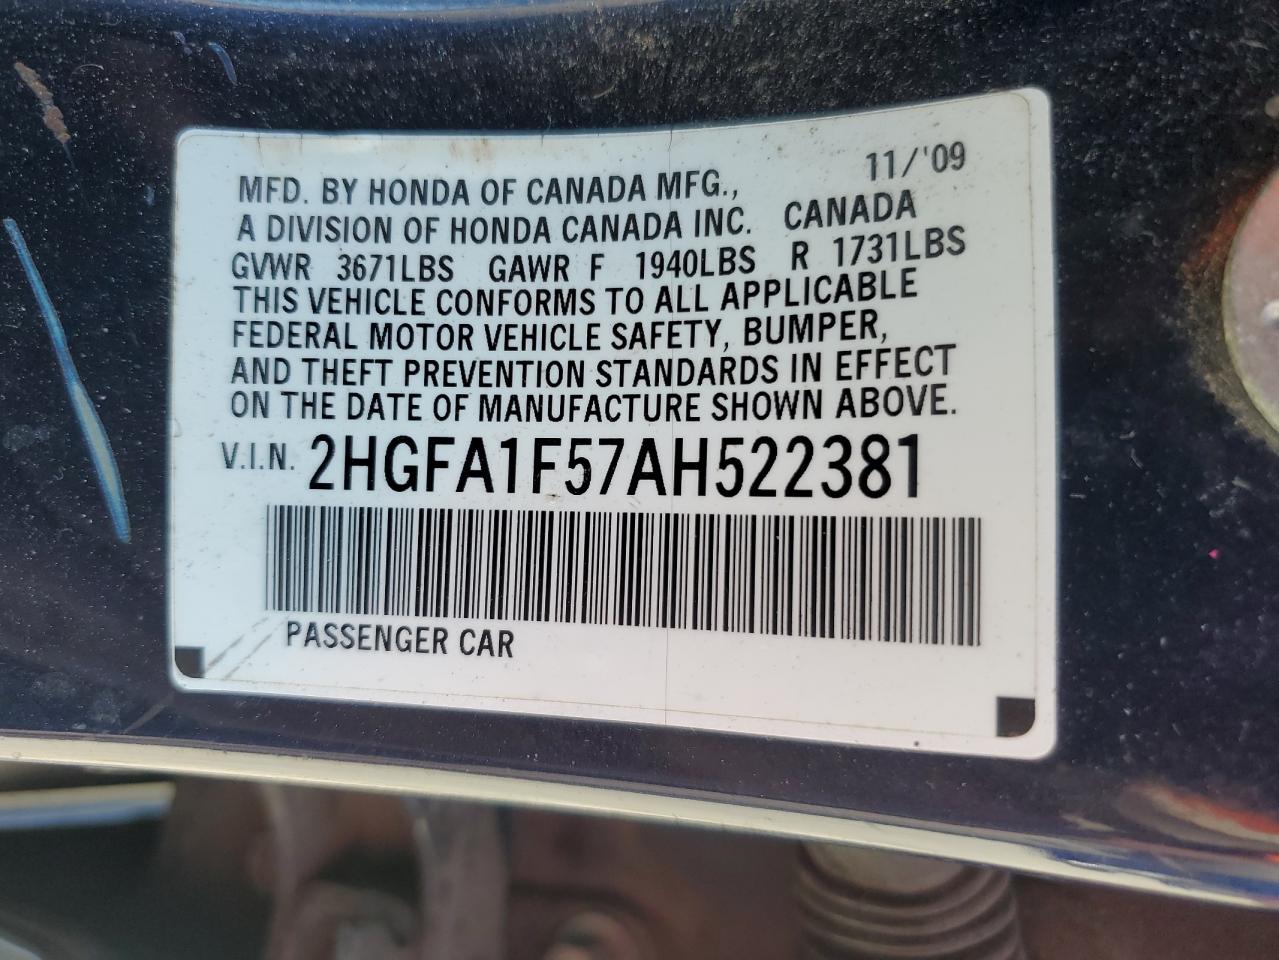 11/'09
MFD. BY HONDA OF CANADA MFG.,
A DIVISION OF HONDA CANADA INC. CANADA
GVWR 3671LBS GAWR F 1940LBS R 1731LBS
THIS VEHICLE CONFORMS TO ALL APPLICABLE
FEDERAL MOTOR VEHICLE SAFETY, BUMPER,
AND THEFT PREVENTION STANDARDS IN EFFECT
ON THE DATE OF MANUFACTURE SHOWN ABOVE.
V.I.N. 2HGFA1F57AH522381
PASSENGER CAR